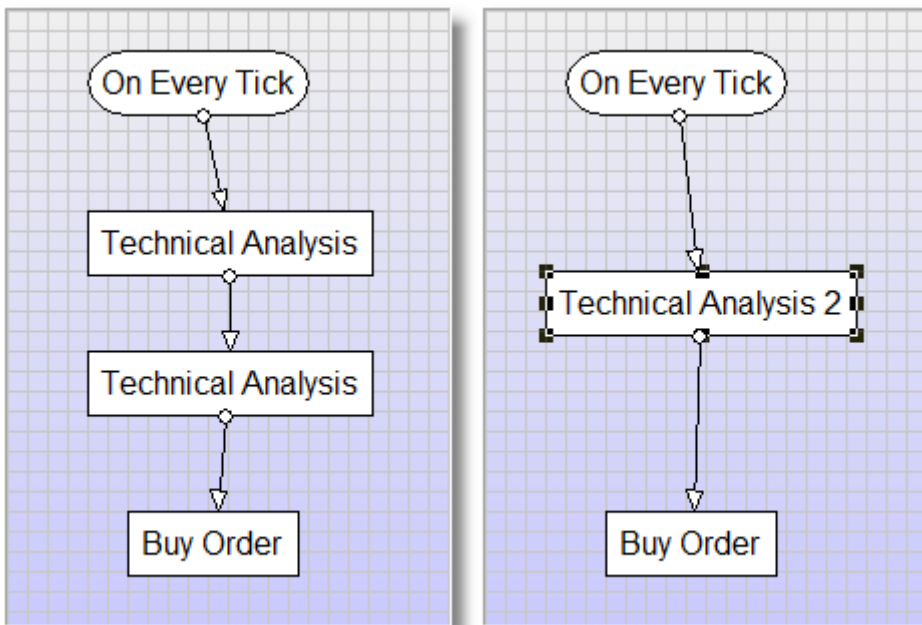 On Every Tick
Technical Analysis
Technical Analysis
Buy Order
On Every Tick
Technical Analysis 2
Buy Order